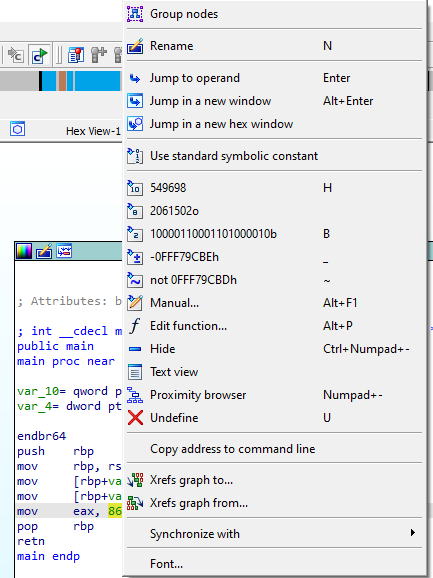 Group nodes
Rename N
Jump to operand Enter
Jump in a new window Alt+Enter
Jump in a new hex window
Hex View-1
Use standard symbolic constant
549698 H
2061502o
10000110001101000010b B
-0FFF79CBEh _
not 0FFF79CBDh ~
Manual... Alt+F1
Edit function... Alt+P
Hide Ctrl+Numpad+-
Text view
Proximity browser Numpad+-
Undefine U
Copy address to command line
Xrefs graph to...
Xrefs graph from...
Synchronize with
Font...
; Attributes: b
; int __cdecl m
public main
main proc near
var_10= qword p
var_4= dword pt
endbr64
push rbp
mov rbp, rs
mov [rbp+va
mov [rbp+va
mov eax, 86
pop rbp
retn
main endp